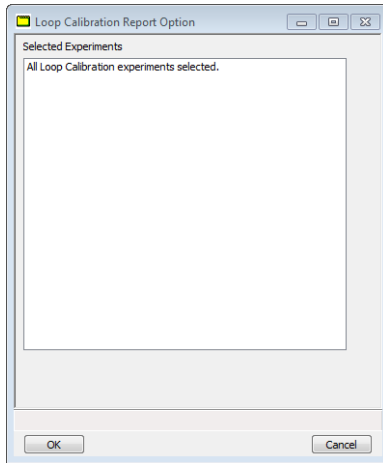 Loop Calibration Report Option
Selected Experiments
All Loop Calibration experiments selected.
OK
Cancel